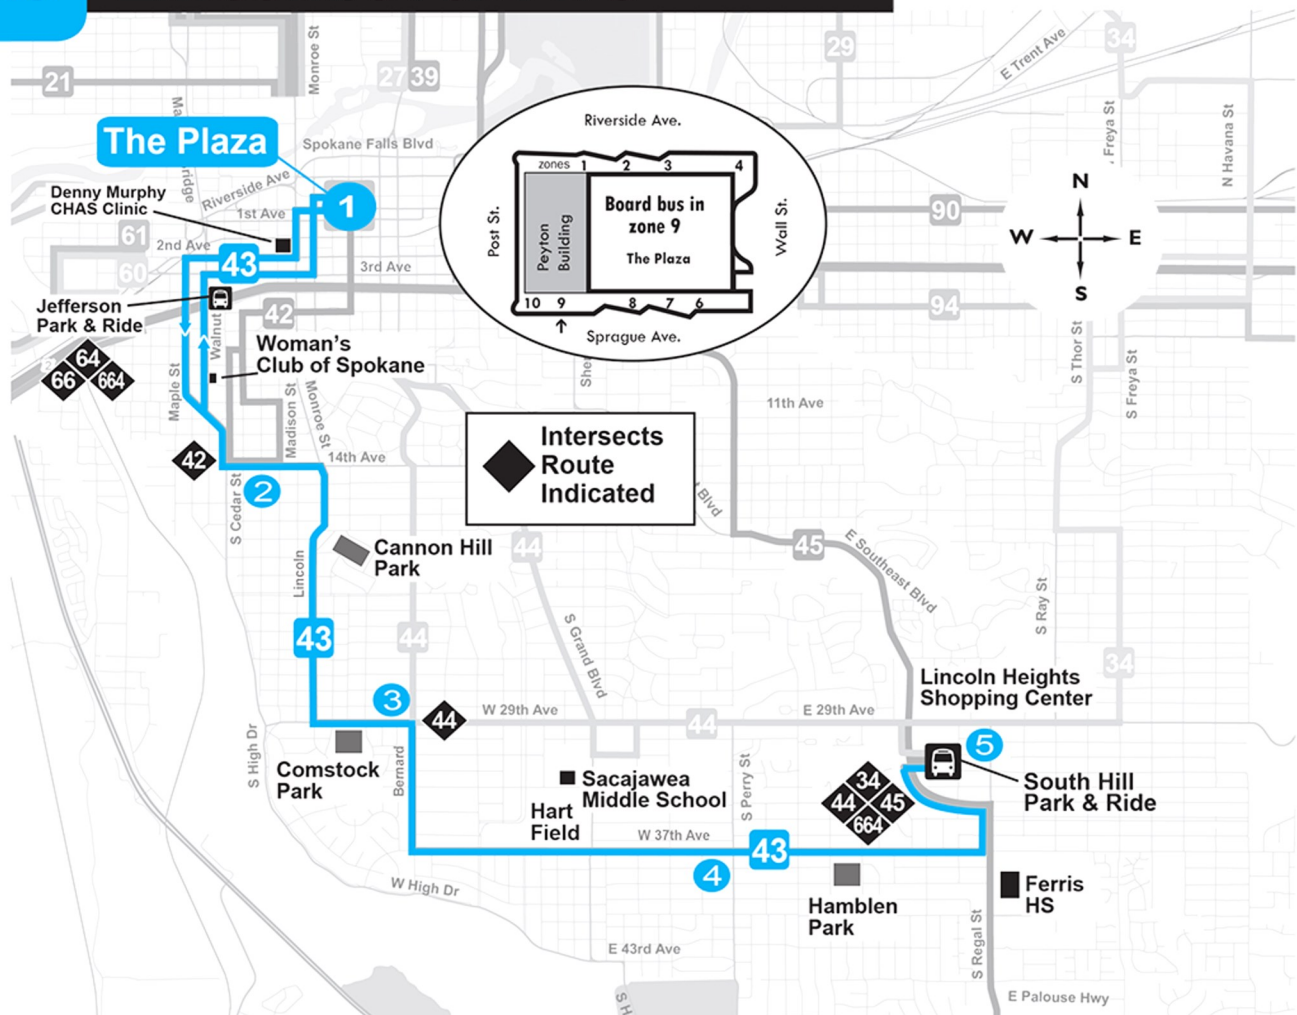 21
Monroe St
27
39
29
34
E Trent Ave
The Plaza
Spokane Falls Blvd
Riverside Ave
1st Ave
1
Denny Murphy
CHAS Clinic
61
2nd Ave
60
43
3rd Ave
Jefferson
Park & Ride
42
Walnut
64
66
664
Woman's
Club of Spokane
Maple St
Madison St
Monroe St
42
14th Ave
2
S Cedar St
Riverside Ave.
zones
1
2
3
4
Board bus in
zone 9
The Plaza
Peyton
Building
Post St.
Wall St.
10
9
8
7
6
Sprague Ave.
90
94
Freya St
N Havana St
N
W
E
S
S Thor St
S Freya St
11th Ave
Intersects
Route
Indicated
Blvd
45
E Southeast Blvd
44
Cannon Hill
Park
Lincoln
43
44
S Grand Blvd
S Ray St
34
Lincoln Heights
Shopping Center
3
44
W 29th Ave
44
E 29th Ave
5
South Hill
Park & Ride
S High Dr
Comstock
Park
Bernard
Sacajawea
Middle School
Hart
Field
S Perry St
34
44
45
664
W 37th Ave
43
4
W High Dr
Hamblen
Park
Ferris
HS
E 43rd Ave
S Regal St
E Palouse Hwy